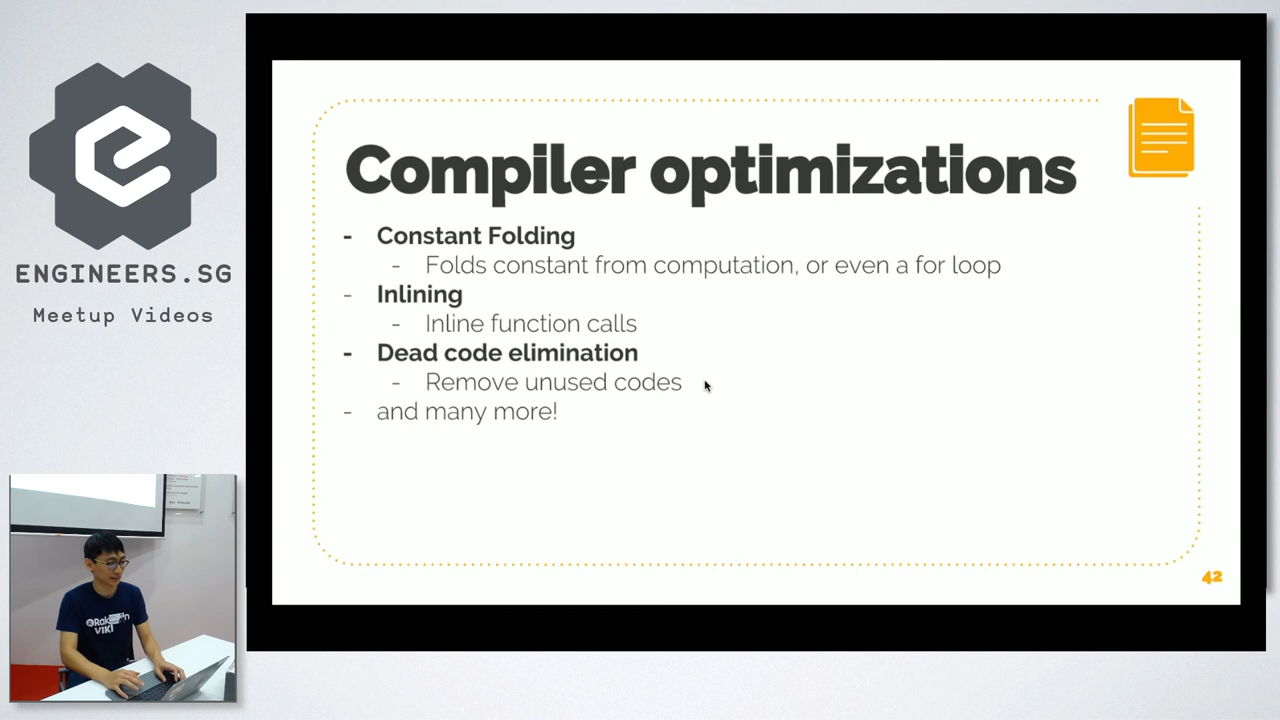 ENGINEERS.SG
Meetup Videos
Compiler optimizations
- Constant Folding
- Folds constant from computation, or even a for loop
- Inlining
- Inline function calls
- Dead code elimination
- Remove unused codes
- and many more!
42
VIKI